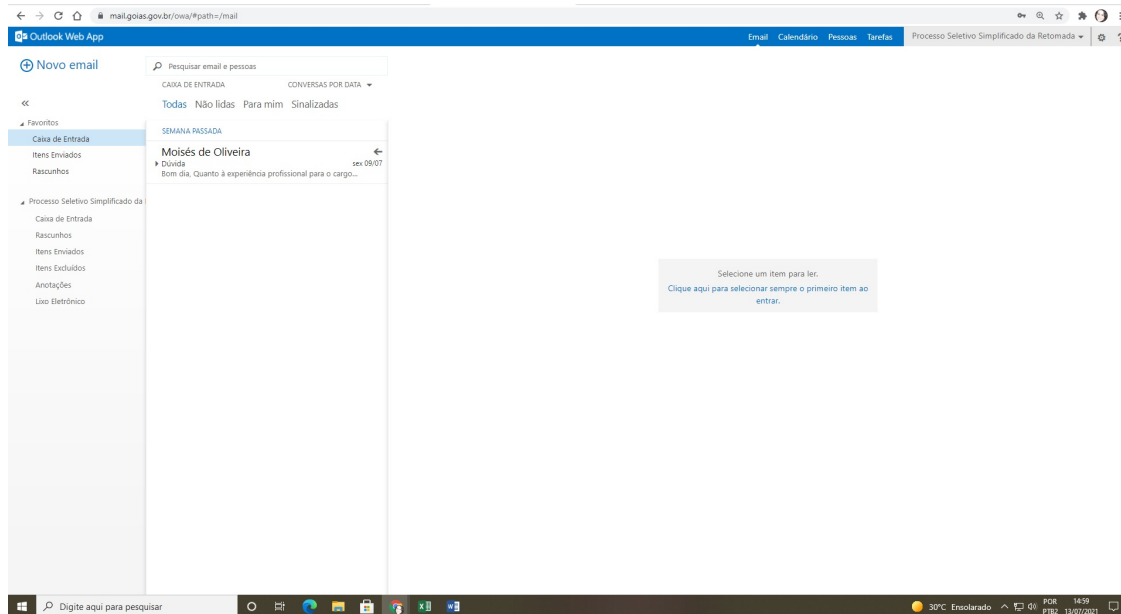 mail.goias.gov.br/owa/#path=/mail
Outlook Web App
Email Calendário Pessoas Tarefas Processo Seletivo Simplificado da Retomada
Novo email
Pesquisar email e pessoas
CAIXA DE ENTRADA CONVERSAS POR DATA
Todas Não lidas Para mim Sinalizadas
Favoritos
Caixa de Entrada
Itens Enviados
Rascunhos
Processo Seletivo Simplificado da
Caixa de Entrada
Rascunhos
Itens Enviados
Itens Excluídos
Anotações
Lixo Eletrônico
SEMANA PASSADA
Moisés de Oliveira
Dúvida sex 09/07
Bom dia, Quanto à experiência profissional para o cargo...
Selecione um item para ler.
Clique aqui para selecionar sempre o primeiro item ao
entrar.
Digite aqui para pesquisar
30°C Ensolarado
POR 14:59
PTB2 13/07/2021